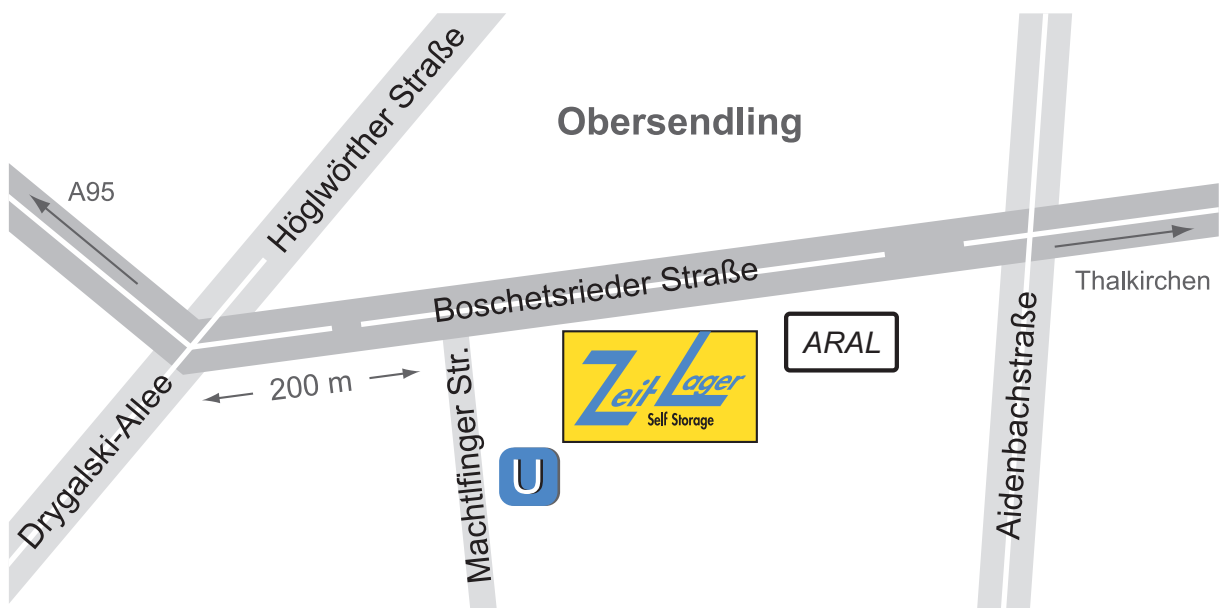 Höglwörther Straße
Obersendling
A95
Boschetsrieder Straße
Thalkirchen
ARAL
Zeit Lager
Self Storage
200 m
Machtlfinger Str.
Drygalski-Allee
U
Aidenbachstraße